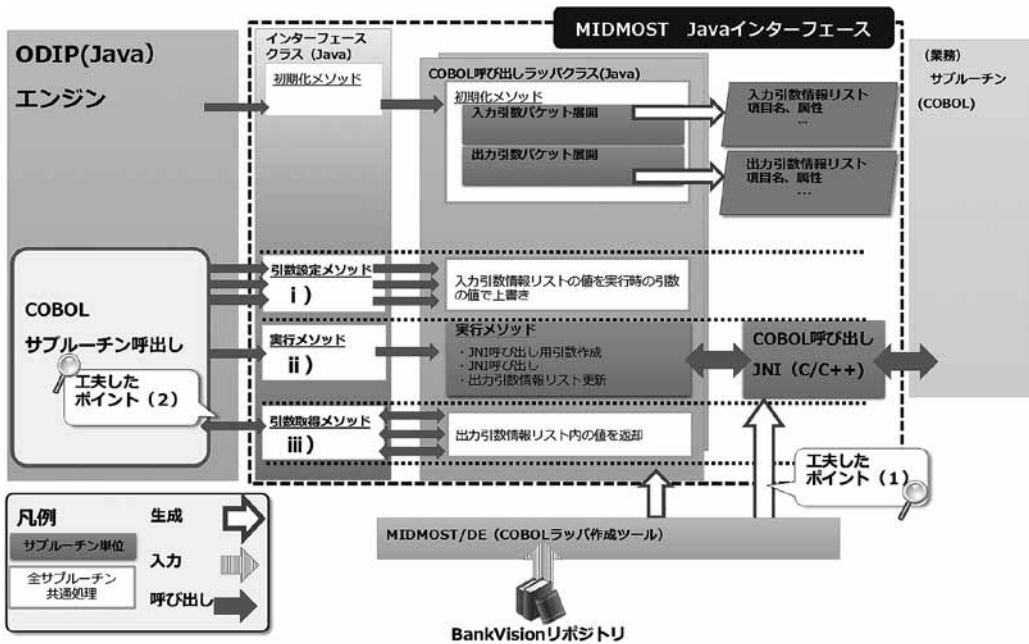 MIDMOST Javaインターフェース
ODIP(Java)
エンジン
インターフェース
クラス(Java)
初期化メソッド
COBOL呼び出しラッパクラス(Java)
初期化メソッド
入力引数パケット展開
出力引数パケット展開
入力引数情報リスト
項目名、属性
…
出力引数情報リスト
項目名、属性
…
(業務)
サブルーチン
(COBOL)
COBOL
サブルーチン呼出し
工夫した
ポイント(2)
引数設定メソッド
ⅰ)
入力引数情報リストの値を実行時の引数
の値で上書き
実行メソッド
ⅱ)
実行メソッド
・JNI呼び出し用引数作成
・JNI呼び出し
・出力引数情報リスト更新
COBOL呼び出し
JNI(C/C++)
引数取得メソッド
ⅲ)
出力引数情報リスト内の値を返却
工夫した
ポイント(1)
凡例
サブルーチン単位
全サブルーチン
共通処理
生成
入力
呼び出し
MIDMOST/DE(COBOLラッパ作成ツール)
BankVisionリポジトリ